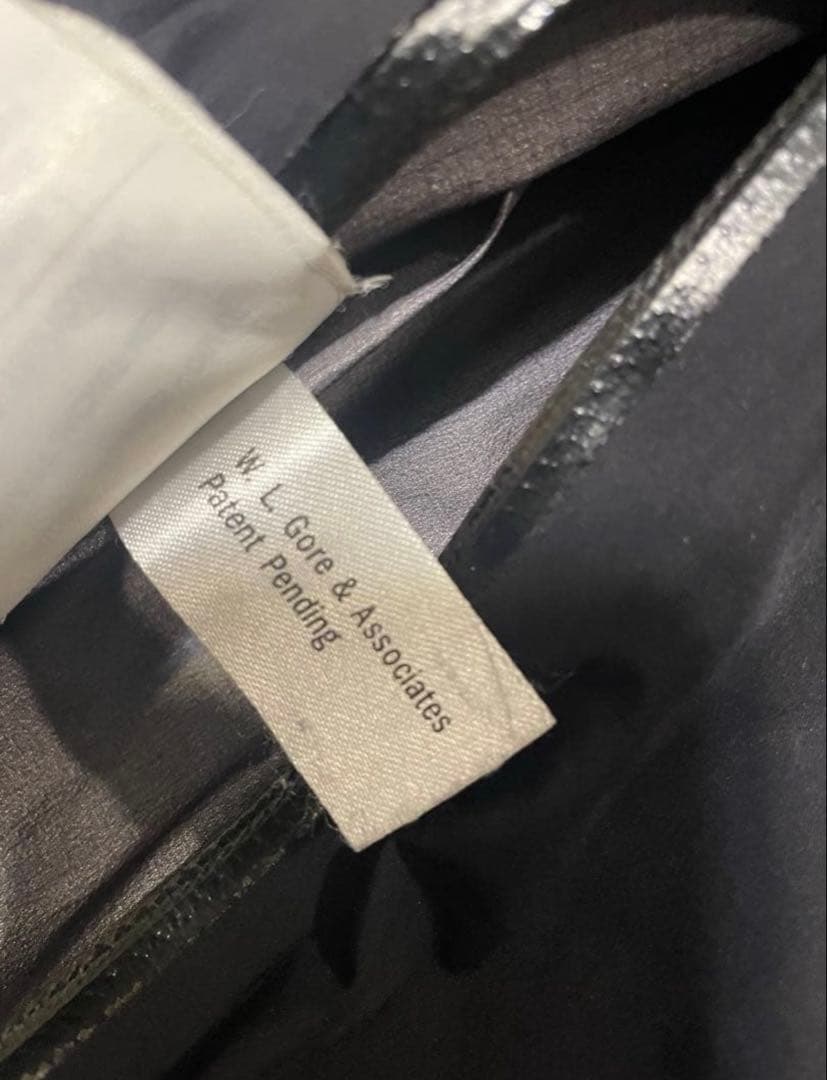 W. L. Gore & Associates
Patent Pending